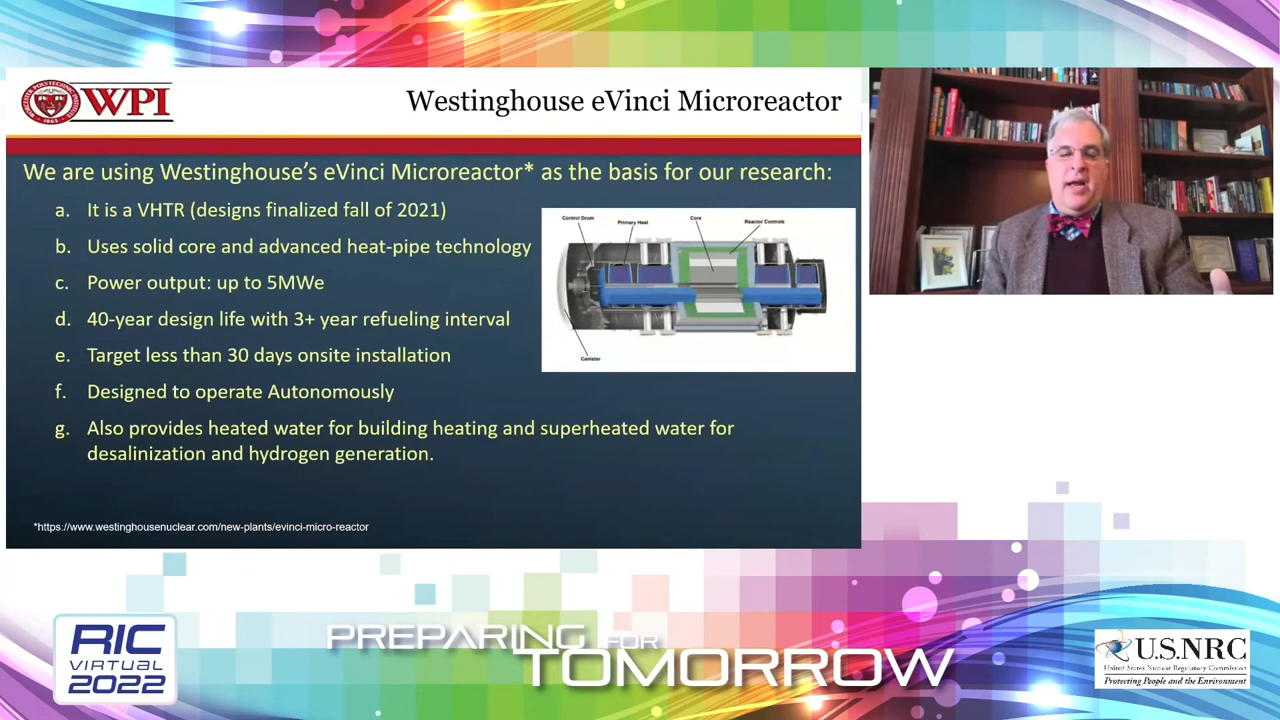 WPI
Westinghouse eVinci Microreactor
We are using Westinghouse's eVinci Microreactor* as the basis for our research:
a. It is a VHTR (designs finalized fall of 2021)
b. Uses solid core and advanced heat-pipe technology
c. Power output: up to 5MWe
d. 40-year design life with 3+ year refueling interval
e. Target less than 30 days onsite installation
f. Designed to operate Autonomously
g. Also provides heated water for building heating and superheated water for
desalinization and hydrogen generation.
Control Drum
Primary Heat
Core
Reactor Controls
Canister
*https://www.westinghousenuclear.com/new-plants/evinci-micro-reactor
RIC
VIRTUAL
2022
PREPARING FOR
TOMORROW
U.S.NRC
United States Nuclear Regulatory Commission
Protecting People and the Environment